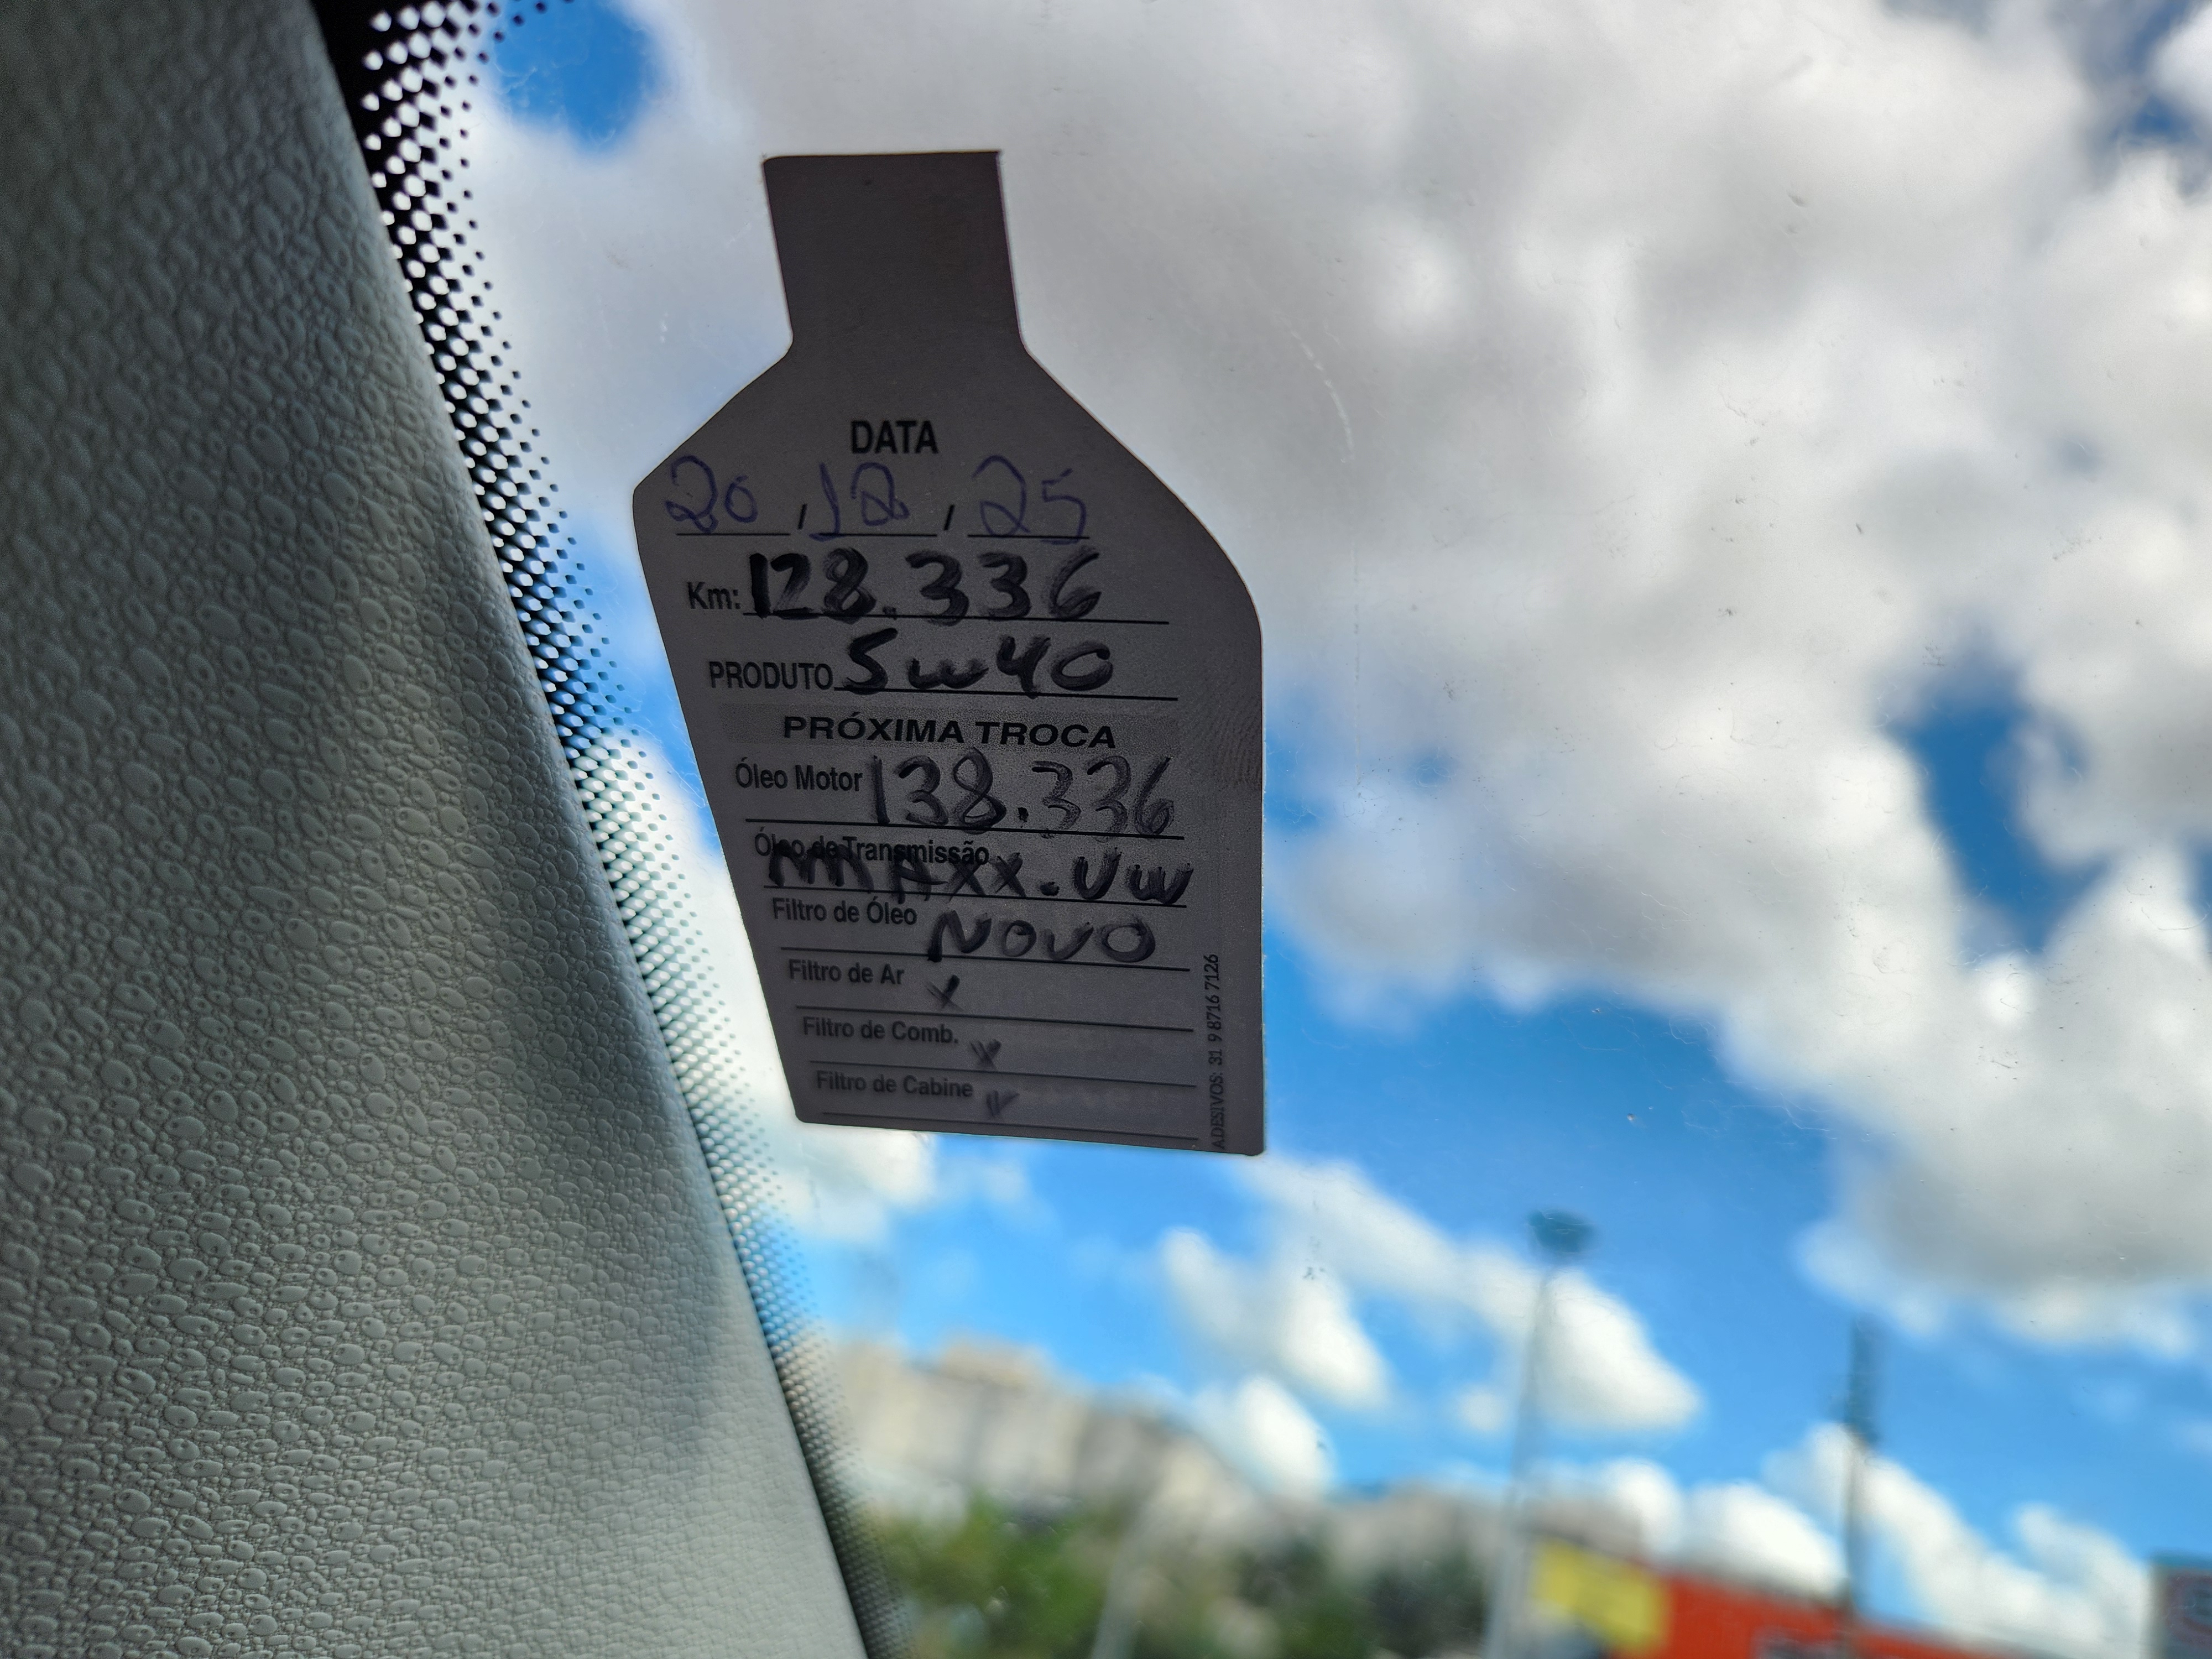 DATA
20 / 12 / 25
Km: 128.336
PRODUTO 5w40
PRÓXIMA TROCA
Óleo Motor 138.336
Óleo de Transmissão
MAXX.VW
Filtro de Óleo NOVO
Filtro de Ar X
Filtro de Comb. X
Filtro de Cabine
ADESIVOS: 31 9 8716 7126